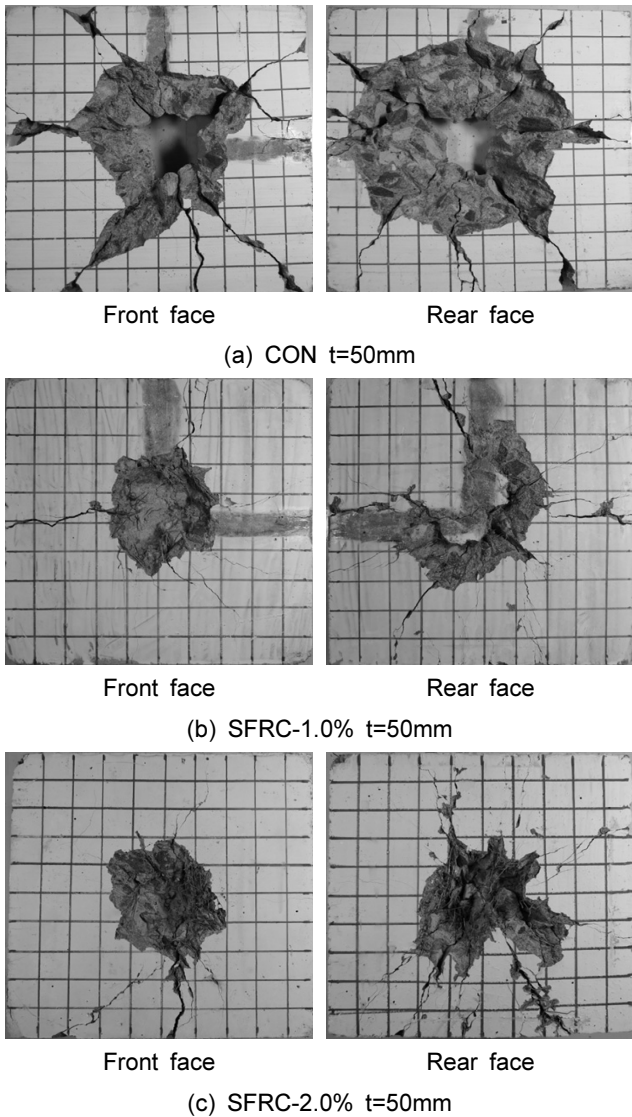 Front face
Rear face
(a) CON t=50mm
Front face
Rear face
(b) SFRC-1.0% t=50mm
Front face
Rear face
(c) SFRC-2.0% t=50mm